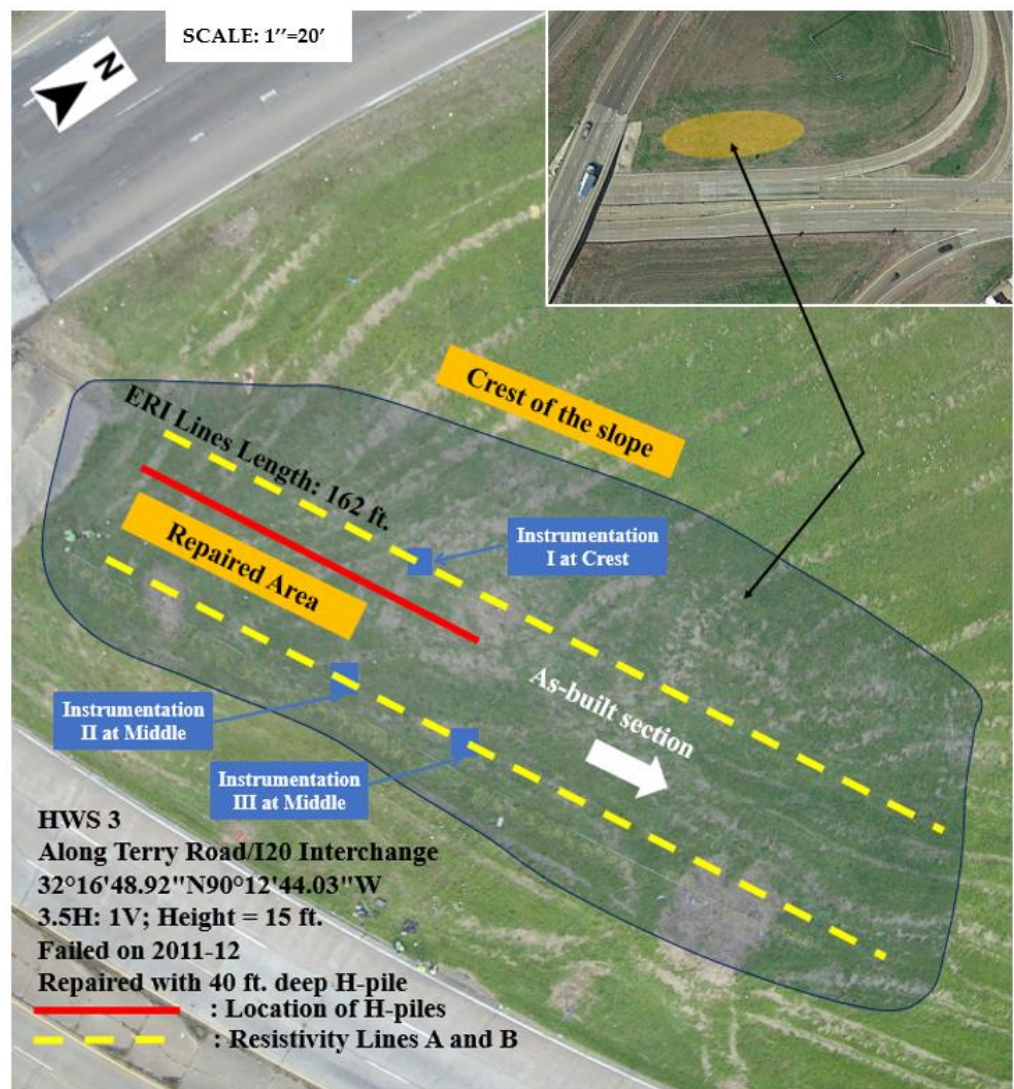 SCALE: 1’’=20’
N
Crest of the slope
ERI Lines Length: 162 ft.
Instrumentation
I at Crest
Repaired Area
As-built section
Instrumentation
II at Middle
Instrumentation
III at Middle
HWS 3
Along Terry Road/I20 Interchange
32°16'48.92"N90°12'44.03"W
3.5H: 1V; Height = 15 ft.
Failed on 2011-12
Repaired with 40 ft. deep H-pile
: Location of H-piles
: Resistivity Lines A and B